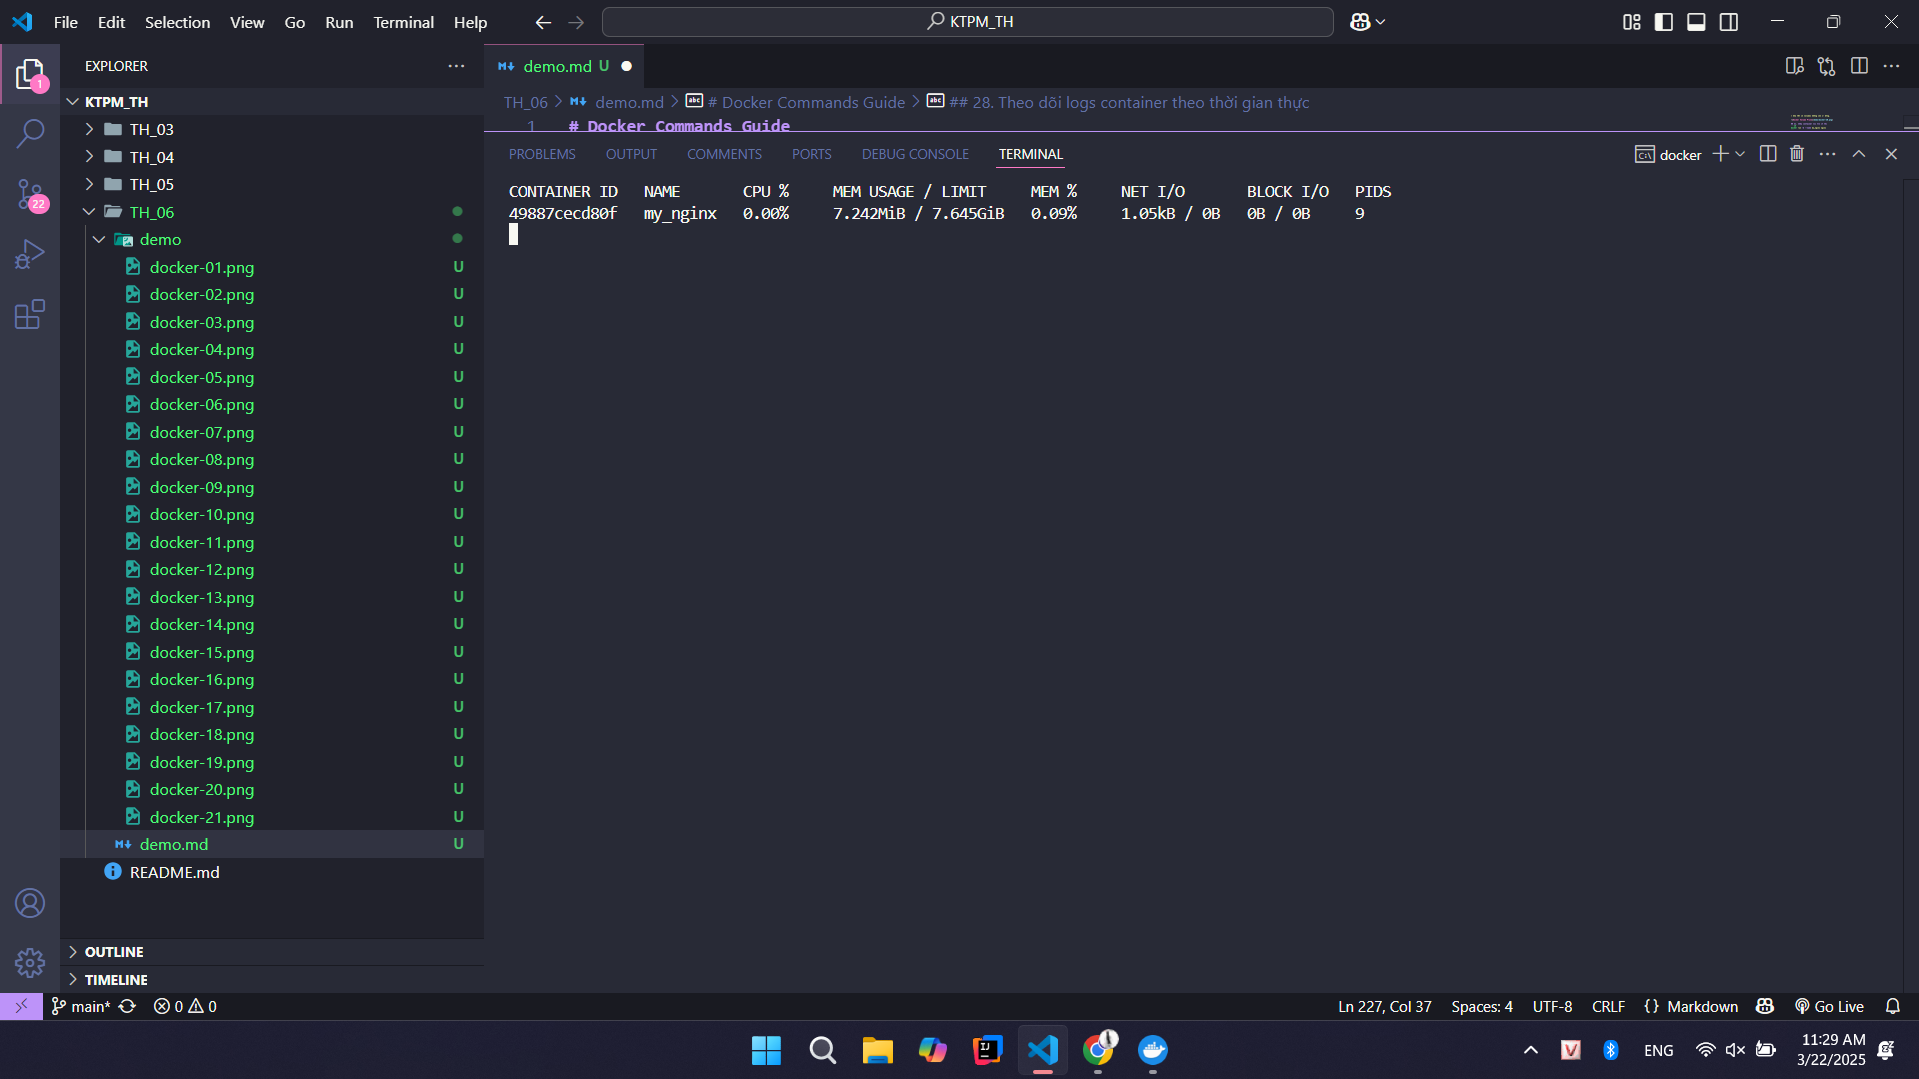 File Edit Selection View Go Run Terminal Help
KTPM_TH
EXPLORER
1
22
KTPM_TH
TH_03
TH_04
TH_05
TH_06
demo
docker-01.png U
docker-02.png U
docker-03.png U
docker-04.png U
docker-05.png U
docker-06.png U
docker-07.png U
docker-08.png U
docker-09.png U
docker-10.png U
docker-11.png U
docker-12.png U
docker-13.png U
docker-14.png U
docker-15.png U
docker-16.png U
docker-17.png U
docker-18.png U
docker-19.png U
docker-20.png U
docker-21.png U
demo.md U
README.md
OUTLINE
TIMELINE
demo.md U
TH_06 demo.md # Docker Commands Guide ## 28. Theo dõi logs container theo thời gian thực
1 # Docker Commands Guide
PROBLEMS OUTPUT COMMENTS PORTS DEBUG CONSOLE TERMINAL
docker
CONTAINER ID NAME CPU % MEM USAGE / LIMIT MEM % NET I/O BLOCK I/O PIDS
49887cecd80f my_nginx 0.00% 7.242MiB / 7.645GiB 0.09% 1.05kB / 0B 0B / 0B 9
main* 0 0
Ln 227, Col 37 Spaces: 4 UTF-8 CRLF {} Markdown Go Live
ENG
11:29 AM
3/22/2025